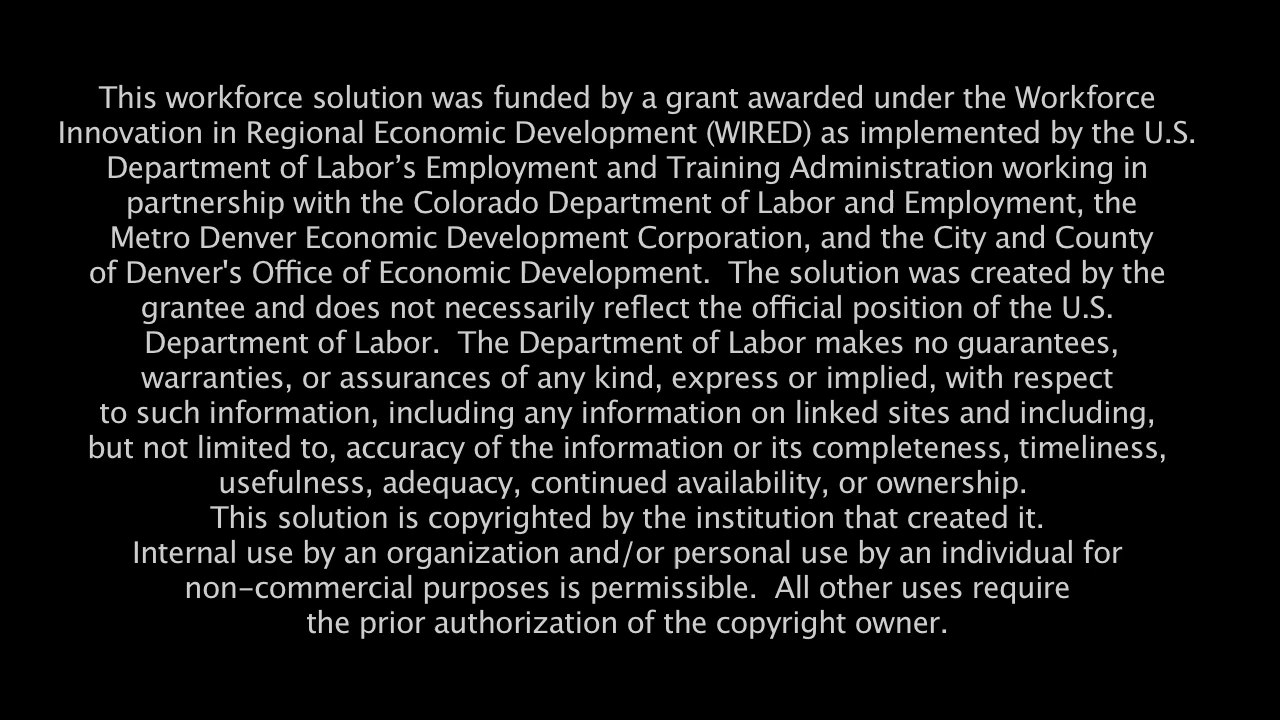 This workforce solution was funded by a grant awarded under the Workforce
Innovation in Regional Economic Development (WIRED) as implemented by the U.S.
Department of Labor’s Employment and Training Administration working in
partnership with the Colorado Department of Labor and Employment, the
Metro Denver Economic Development Corporation, and the City and County
of Denver's Office of Economic Development.  The solution was created by the
grantee and does not necessarily reflect the official position of the U.S.
Department of Labor.  The Department of Labor makes no guarantees,
warranties, or assurances of any kind, express or implied, with respect
to such information, including any information on linked sites and including,
but not limited to, accuracy of the information or its completeness, timeliness,
usefulness, adequacy, continued availability, or ownership.
This solution is copyrighted by the institution that created it.
Internal use by an organization and/or personal use by an individual for
non-commercial purposes is permissible.  All other uses require
the prior authorization of the copyright owner.